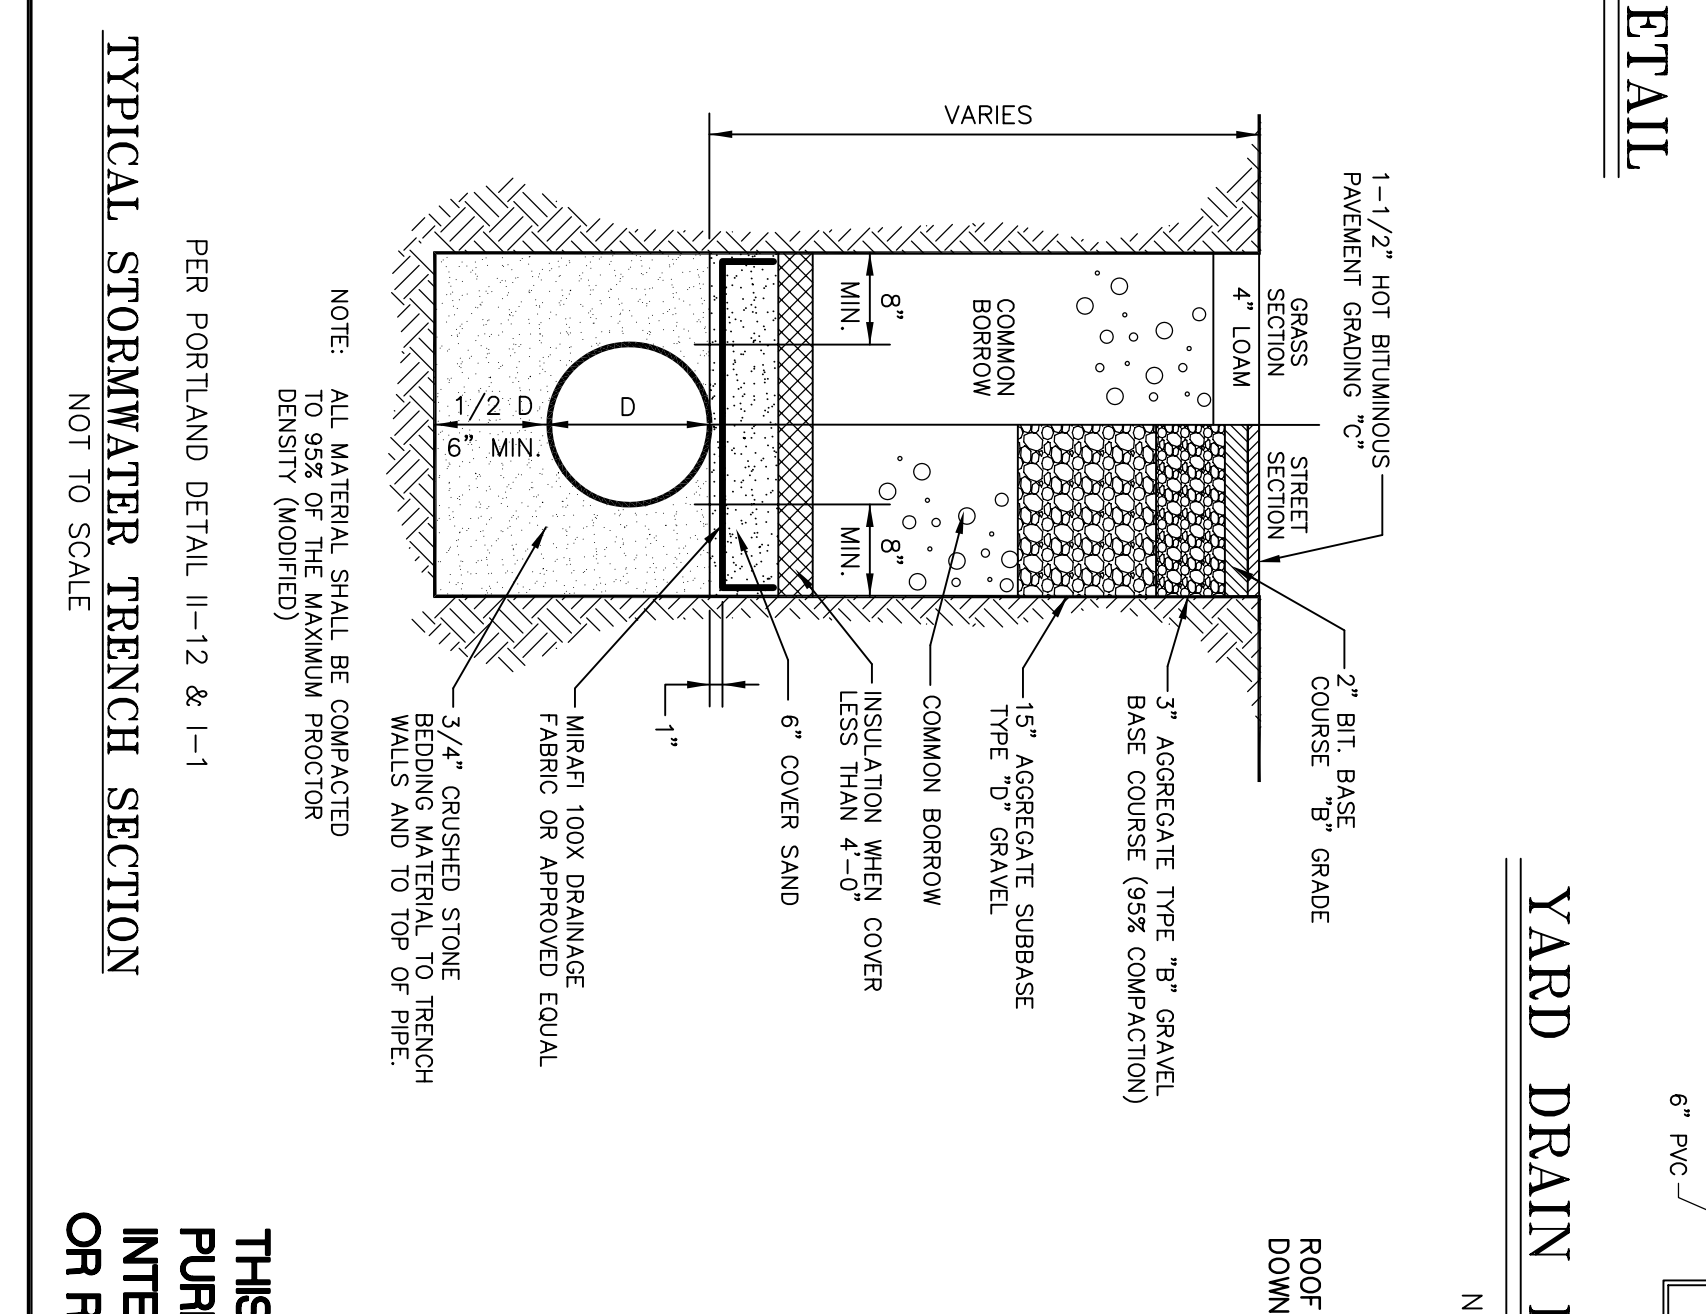 ETAIL
1-1/2" HOT BITUMINOUS
PAVEMENT GRADING "C"
VARIES
GRASS
SECTION
STREET
SECTION
4" LOAM
2" BIT. BASE
COURSE "B" GRADE
3" AGGREGATE TYPE "B" GRAVEL
BASE COURSE (95% COMPACTION)
15" AGGREGATE SUBBASE
TYPE "D" GRAVEL
COMMON
BORROW
COMMON BORROW
8"
MIN.
8"
MIN.
INSULATION WHEN COVER
LESS THAN 4'-0"
6" COVER SAND
1"
MIRAFI 100X DRAINAGE
FABRIC OR APPROVED EQUAL
D
1/2 D
6" MIN.
3/4" CRUSHED STONE
BEDDING MATERIAL TO TRENCH
WALLS AND TO TOP OF PIPE.
NOTE: ALL MATERIAL SHALL BE COMPACTED
TO 95% OF THE MAXIMUM PROCTOR
DENSITY (MODIFIED)
PER PORTLAND DETAIL II-12 & I-1
TYPICAL STORMWATER TRENCH SECTION
NOT TO SCALE
6" PVC
YARD DRAIN
N
ROOF
DOWN
THIS
PUR
INTE
OR R